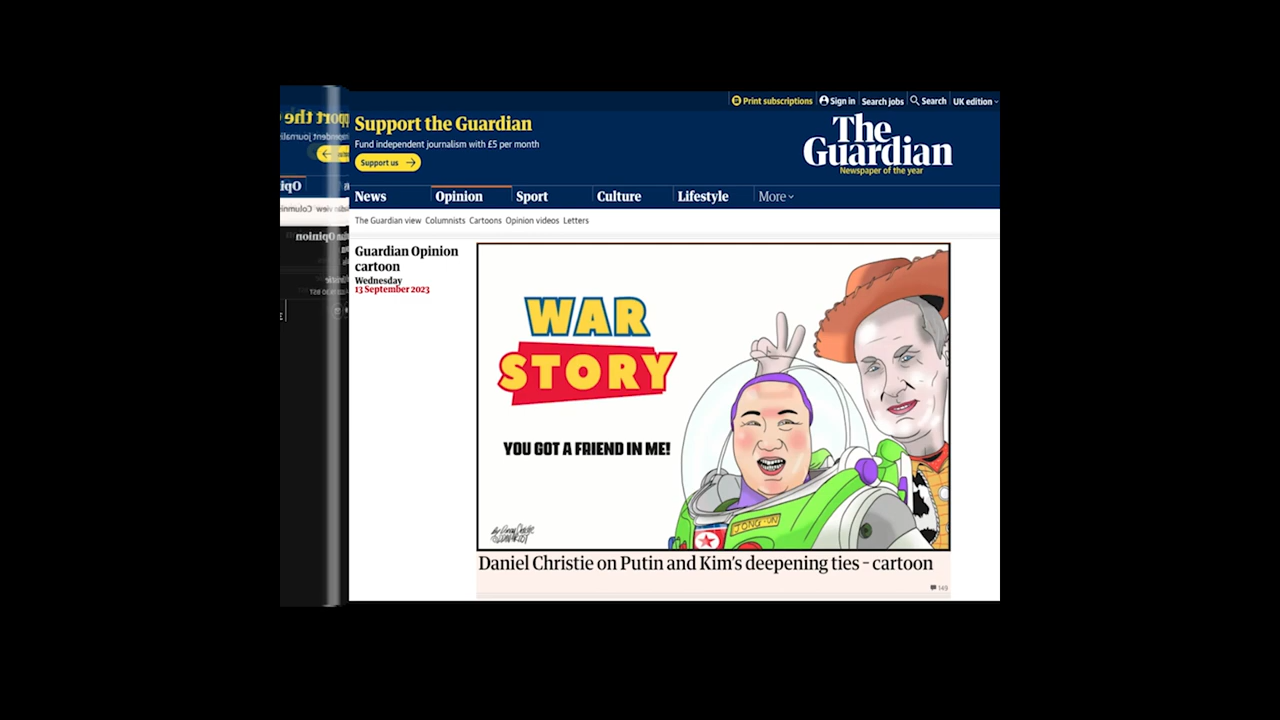 Print subscriptions
Sign in
Search jobs
Search
UK edition
Support the Guardian
Fund independent journalism with £5 per month
Support us
The
Guardian
Newspaper of the year
News
Opinion
Sport
Culture
Lifestyle
More
The Guardian view
Columnists
Cartoons
Opinion videos
Letters
Guardian Opinion
cartoon
Wednesday
13 September 2023
WAR
STORY
YOU GOT A FRIEND IN ME!
JONG-UN
Daniel Christie on Putin and Kim's deepening ties – cartoon
149